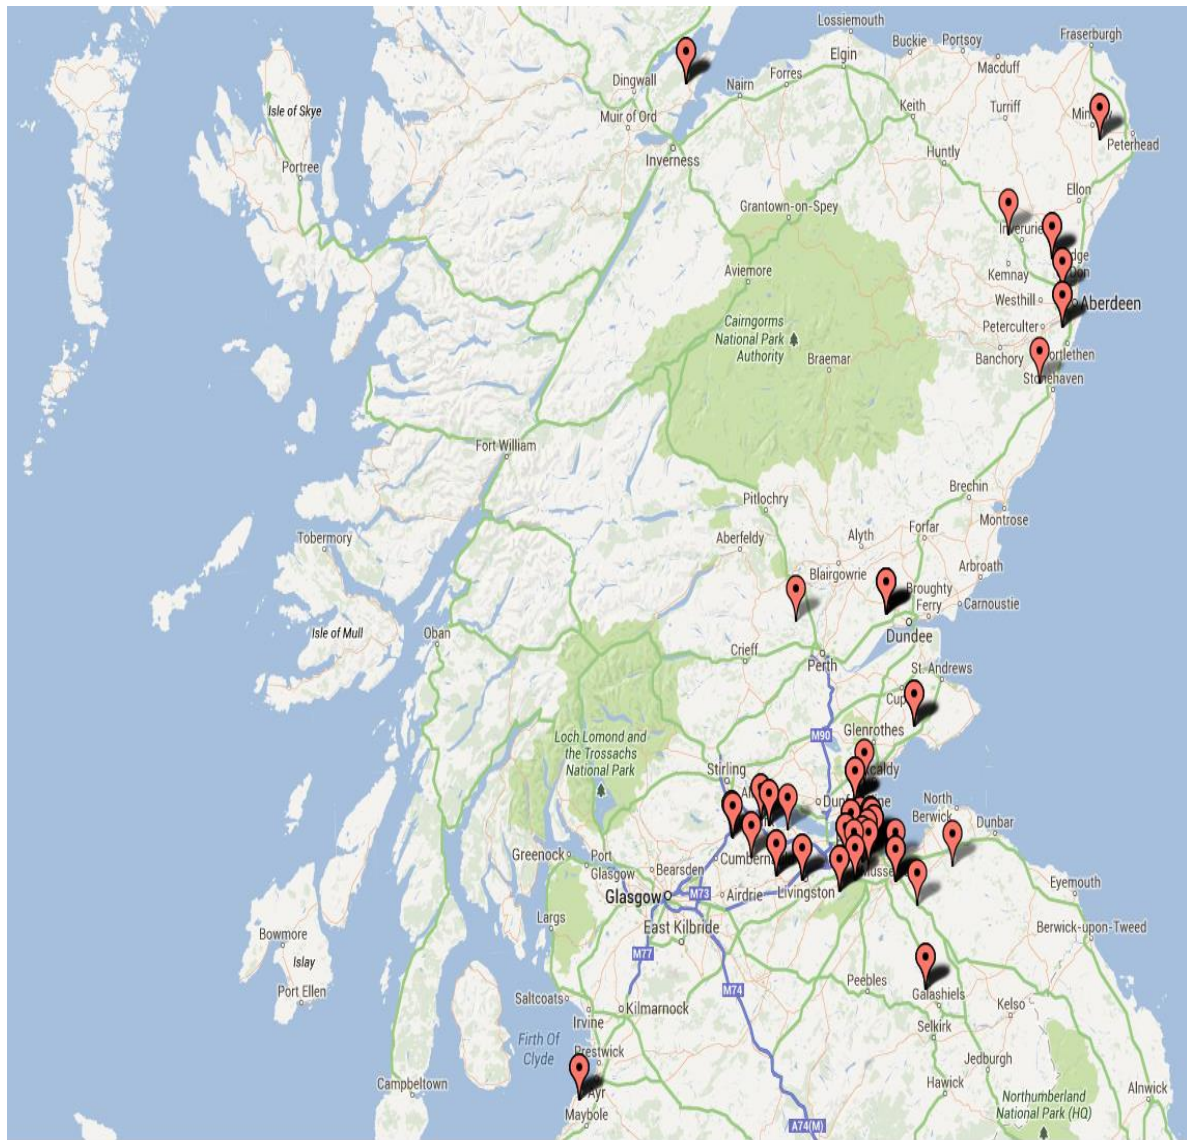 Lossiemouth
Fraserburgh
Buckie
Portsoy
Elgin
Macduff
Dingwall
Nairn
Forres
Keith
Turriff
Isle of Skye
Muir of Ord
Peterhead
Inverness
Huntly
Portree
Ellon
Grantown-on-Spey
Inverurie
Aviemore
Kemnay
Westhill
Aberdeen
Cairngorms
National Park
Authority
Peterculter
Braemar
Banchory
Stonehaven
Fort William
Brechin
Pitlochry
Montrose
Forfar
Tobermory
Aberfeldy
Alyth
Blairgowrie
Arbroath
Broughty
Ferry
Carnoustie
Isle of Mull
Oban
Dundee
Crieff
Perth
St. Andrews
Cup
M90
Glenrothes
Loch Lomond and
the Trossachs
National Park
Stirling
caldy
North
Berwick
Dunbar
Greenock
Port
Glasgow
Bearsden
Cumberna
Airdrie
Livingston
Glasgow
M73
Eyemouth
Largs
East Kilbride
Bowmore
Berwick-upon-Tweed
Islay
M77
Port Ellen
M74
Peebles
Galashiels
Saltcoats
Kilmarnock
Kelso
Irvine
Selkirk
Firth Of
Clyde
Prestwick
Jedburgh
Campbeltown
Ayr
Hawick
Alnwick
Northumberland
National Park (HQ)
Maybole
A74(M)